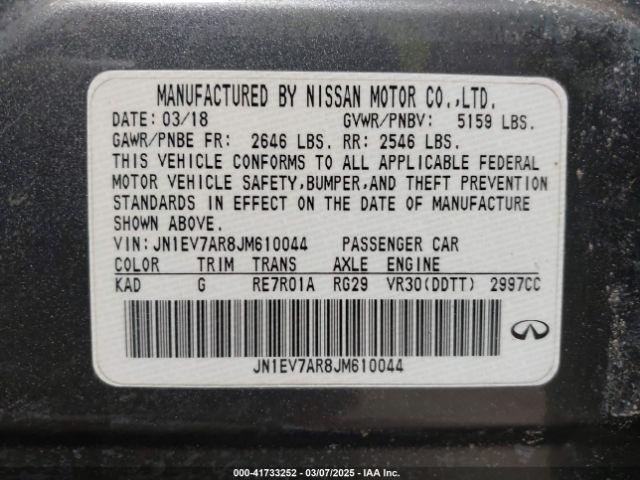 MANUFACTURED BY NISSAN MOTOR CO.,LTD.
DATE: 03/18 GVWR/PNBV: 5159 LBS.
GAWR/PNBE FR: 2646 LBS. RR: 2546 LBS.
THIS VEHICLE CONFORMS TO ALL APPLICABLE FEDERAL
MOTOR VEHICLE SAFETY,BUMPER,AND THEFT PREVENTION
STANDARDS IN EFFECT ON THE DATE OF MANUFACTURE
SHOWN ABOVE.
VIN: JN1EV7AR8JM610044 PASSENGER CAR
COLOR TRIM TRANS AXLE ENGINE
KAD G RE7R01A RG29 VR30(DDTT) 2997CC
JN1EV7AR8JM610044
000-41733252 — 03/07/2025 — IAA Inc.